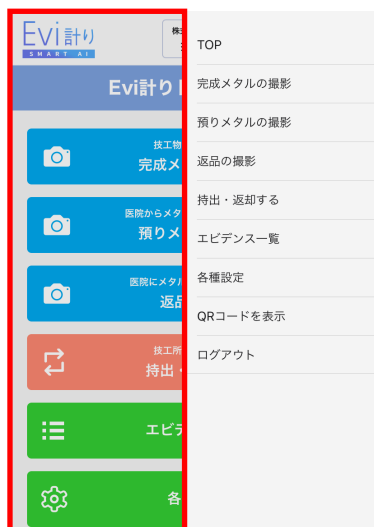 Evi計り
SMART AI
株
Evi計り
技工物
完成メ
医院からメタ
預りメ
医院にメタル
返品
技工所
持出・
エビデ
各
TOP
完成メタルの撮影
預りメタルの撮影
返品の撮影
持出・返却する
エビデンス一覧
各種設定
QRコードを表示
ログアウト